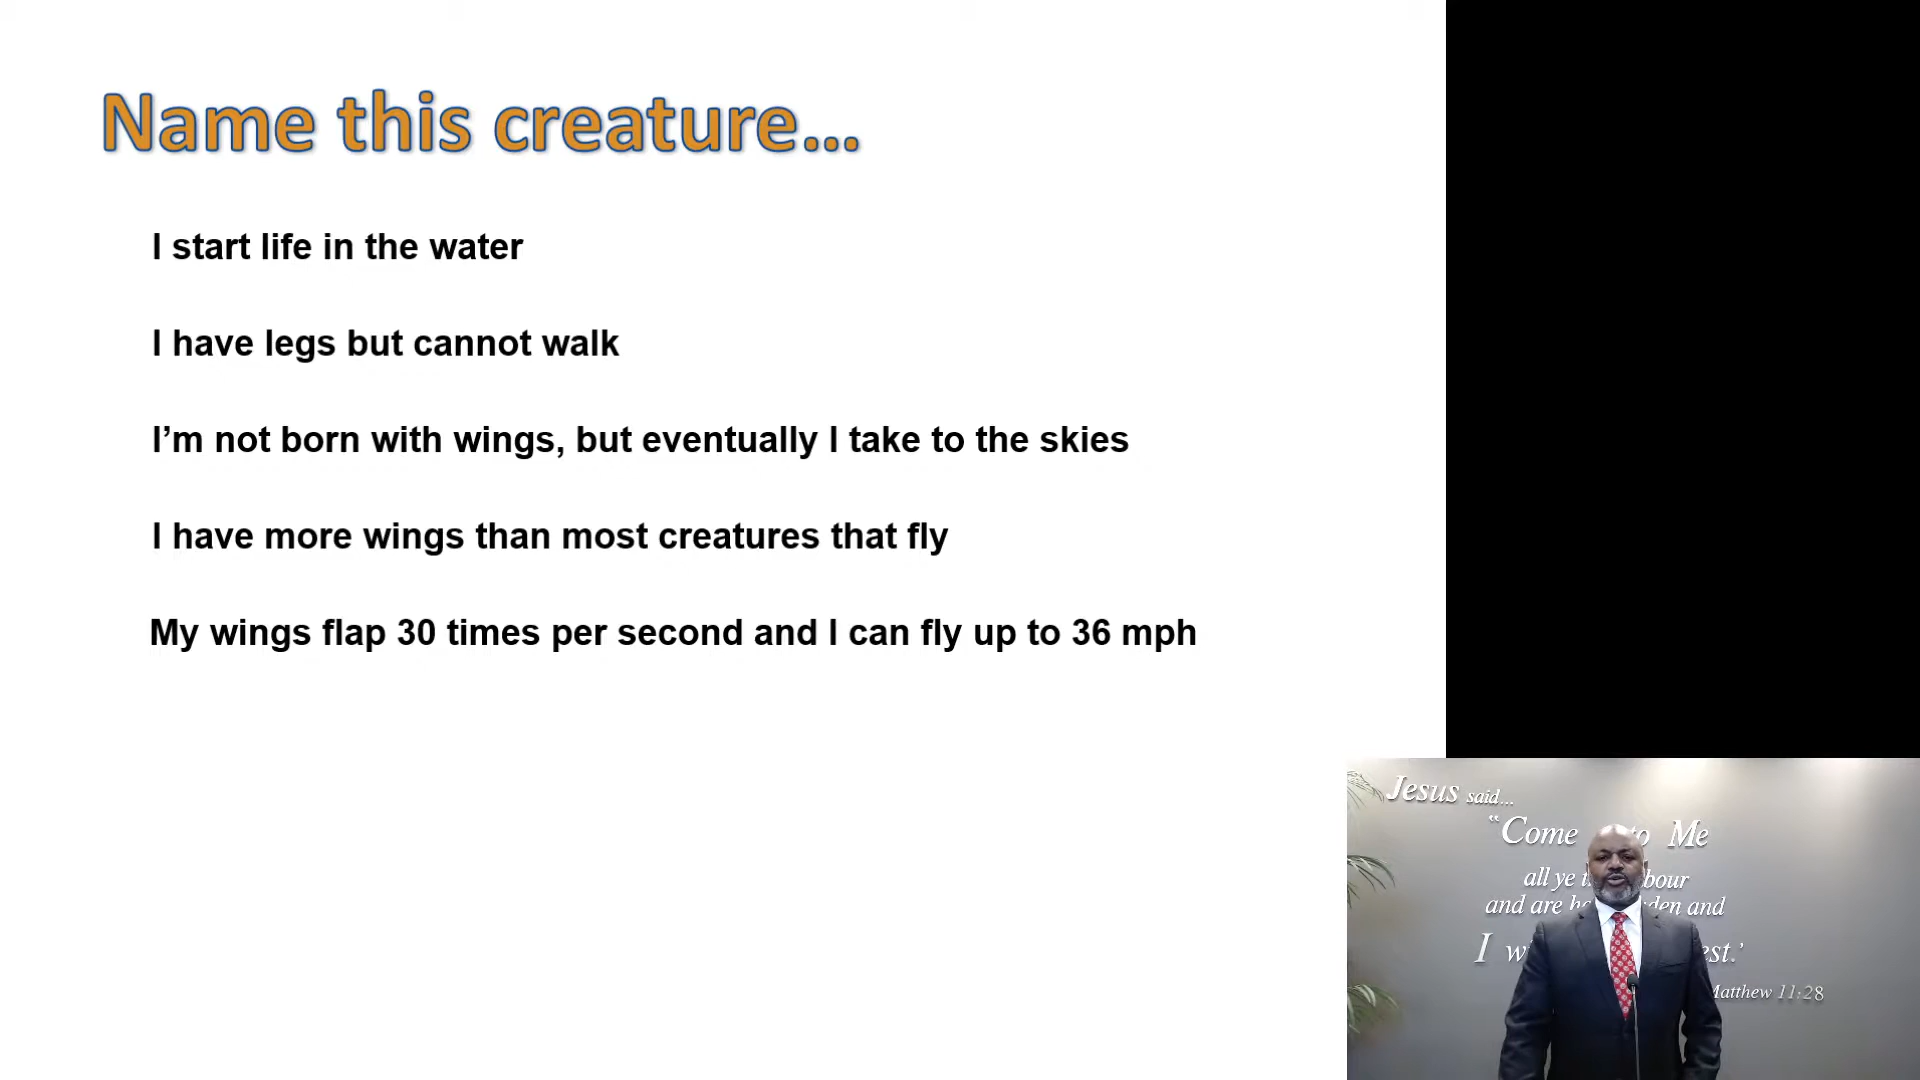 Name this creature...
I start life in the water
I have legs but cannot walk
I’m not born with wings, but eventually I take to the skies
I have more wings than most creatures that fly
My wings flap 30 times per second and I can fly up to 36 mph
Jesus said...
“Come to Me
all ye
and are and
I
Matthew 11:28